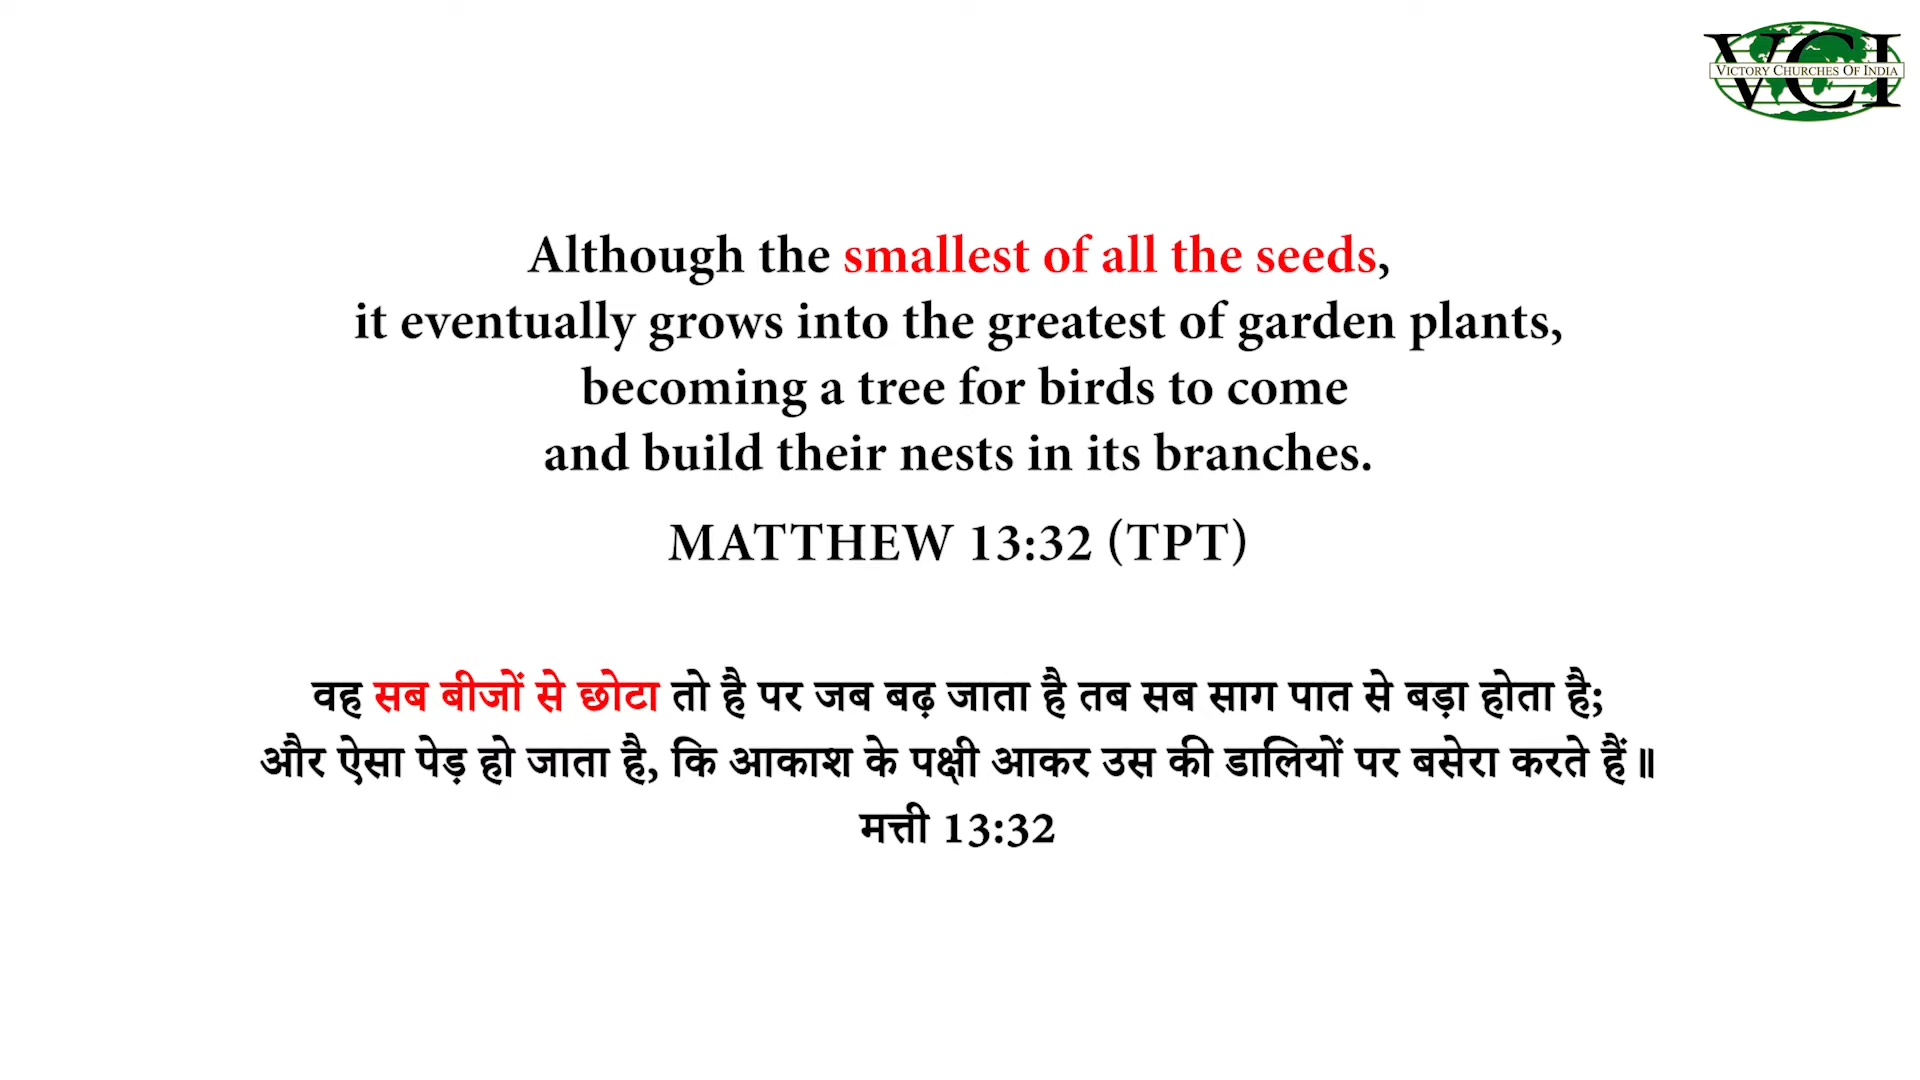 VCI
VICTORY CHURCHES OF INDIA
Although the smallest of all the seeds,
it eventually grows into the greatest of garden plants,
becoming a tree for birds to come
and build their nests in its branches.
MATTHEW 13:32 (TPT)
वह सब बीजों से छोटा तो है पर जब बढ़ जाता है तब सब साग पात से बड़ा होता है;
और ऐसा पेड़ हो जाता है, कि आकाश के पक्षी आकर उस की डालियों पर बसेरा करते हैं॥
मत्ती 13:32